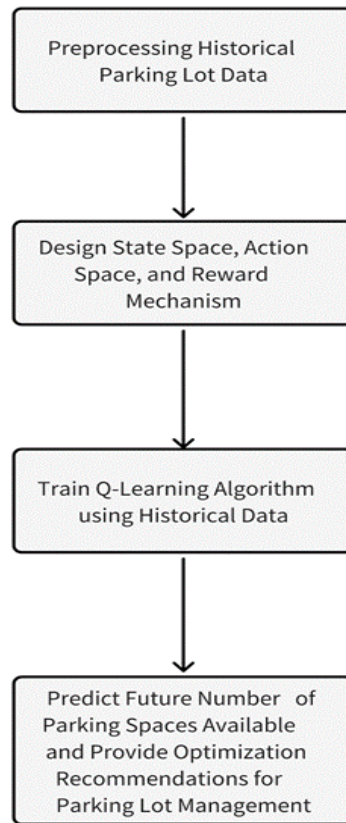 Preprocessing Historical
Parking Lot Data
Design State Space, Action
Space, and Reward
Mechanism
Train Q-Learning Algorithm
using Historical Data
Predict Future Number of
Parking Spaces Available
and Provide Optimization
Recommendations for
Parking Lot Management